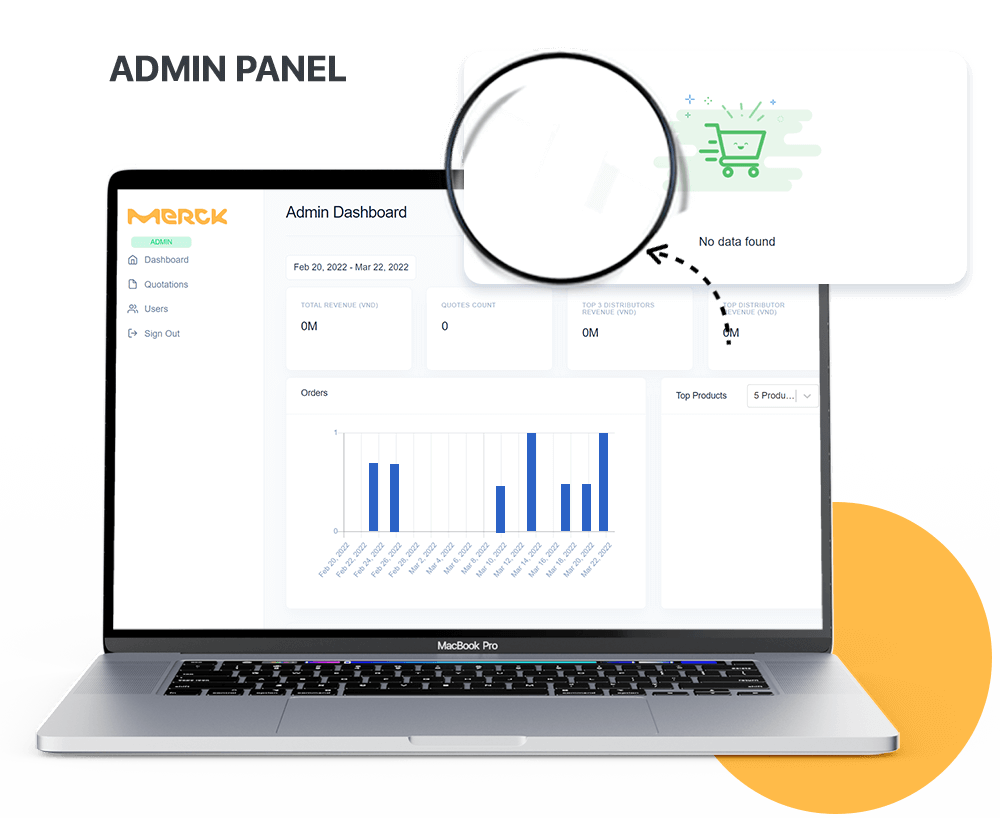 ADMIN PANEL
No data found
MERCK
ADMIN
Dashboard
Quotations
Users
Sign Out
Admin Dashboard
Feb 20, 2022 - Mar 22, 2022
TOTAL REVENUE (VND)
0M
QUOTES COUNT
0
TOP 3 DISTRIBUTORS
REVENUE (VND)
0M
TOP DISTRIBUTOR
REVENUE (VND)
0M
Orders
1
0
Feb 20, 2022
Feb 22, 2022
Feb 24, 2022
Feb 26, 2022
Feb 28, 2022
Mar 2, 2022
Mar 4, 2022
Mar 6, 2022
Mar 8, 2022
Mar 10, 2022
Mar 12, 2022
Mar 14, 2022
Mar 16, 2022
Mar 18, 2022
Mar 20, 2022
Mar 22, 2022
Top Products
5 Produ...
MacBook Pro